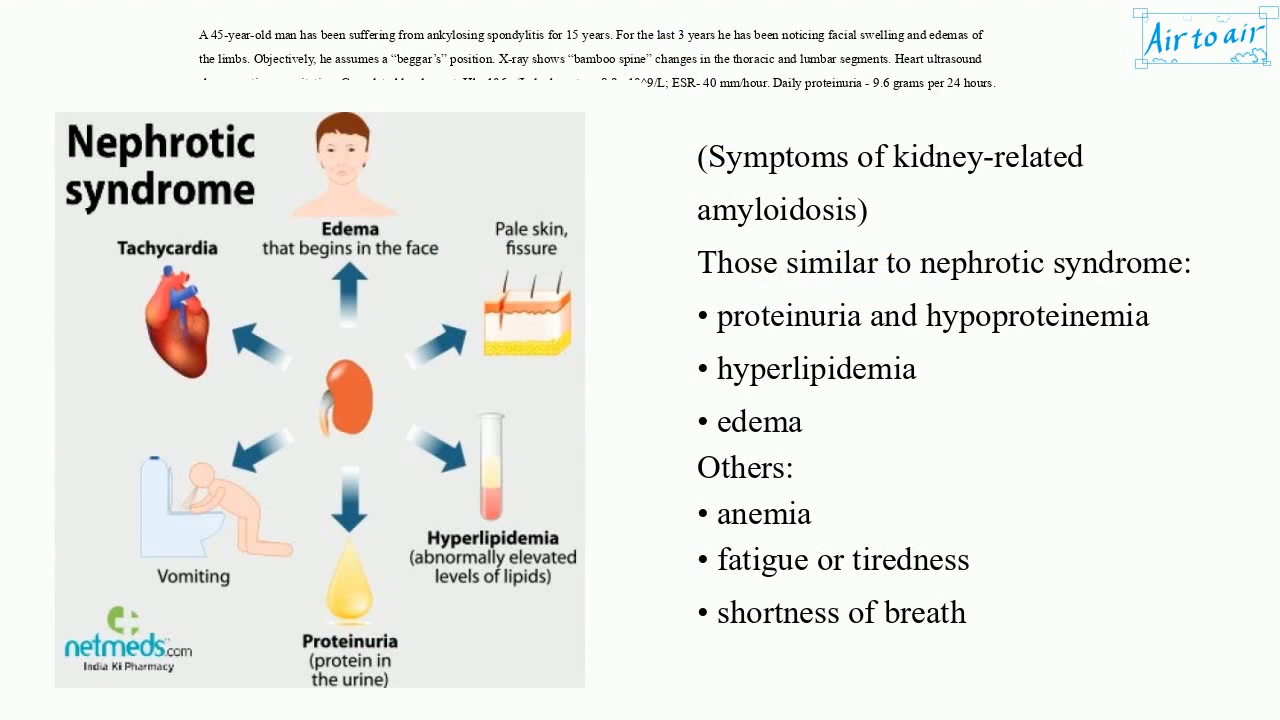 Air to air
A 45-year-old man has been suffering from ankylosing spondylitis for 15 years. For the last 3 years he has been noticing facial swelling and edemas of
the limbs. Objectively, he assumes a “beggar’s” position. X-ray shows “bamboo spine” changes in the thoracic and lumbar segments. Heart ultrasound
^9/L; ESR- 40 mm/hour. Daily proteinuria - 9.6 grams per 24 hours.
Nephrotic
syndrome
Edema
that begins in the face
Pale skin,
fissure
Tachycardia
Vomiting
Hyperlipidemia
(abnormally elevated
levels of lipids)
Proteinuria
(protein in
the urine)
netmeds.com
India Ki Pharmacy
(Symptoms of kidney-related
amyloidosis)
Those similar to nephrotic syndrome:
• proteinuria and hypoproteinemia
• hyperlipidemia
• edema
Others:
• anemia
• fatigue or tiredness
• shortness of breath